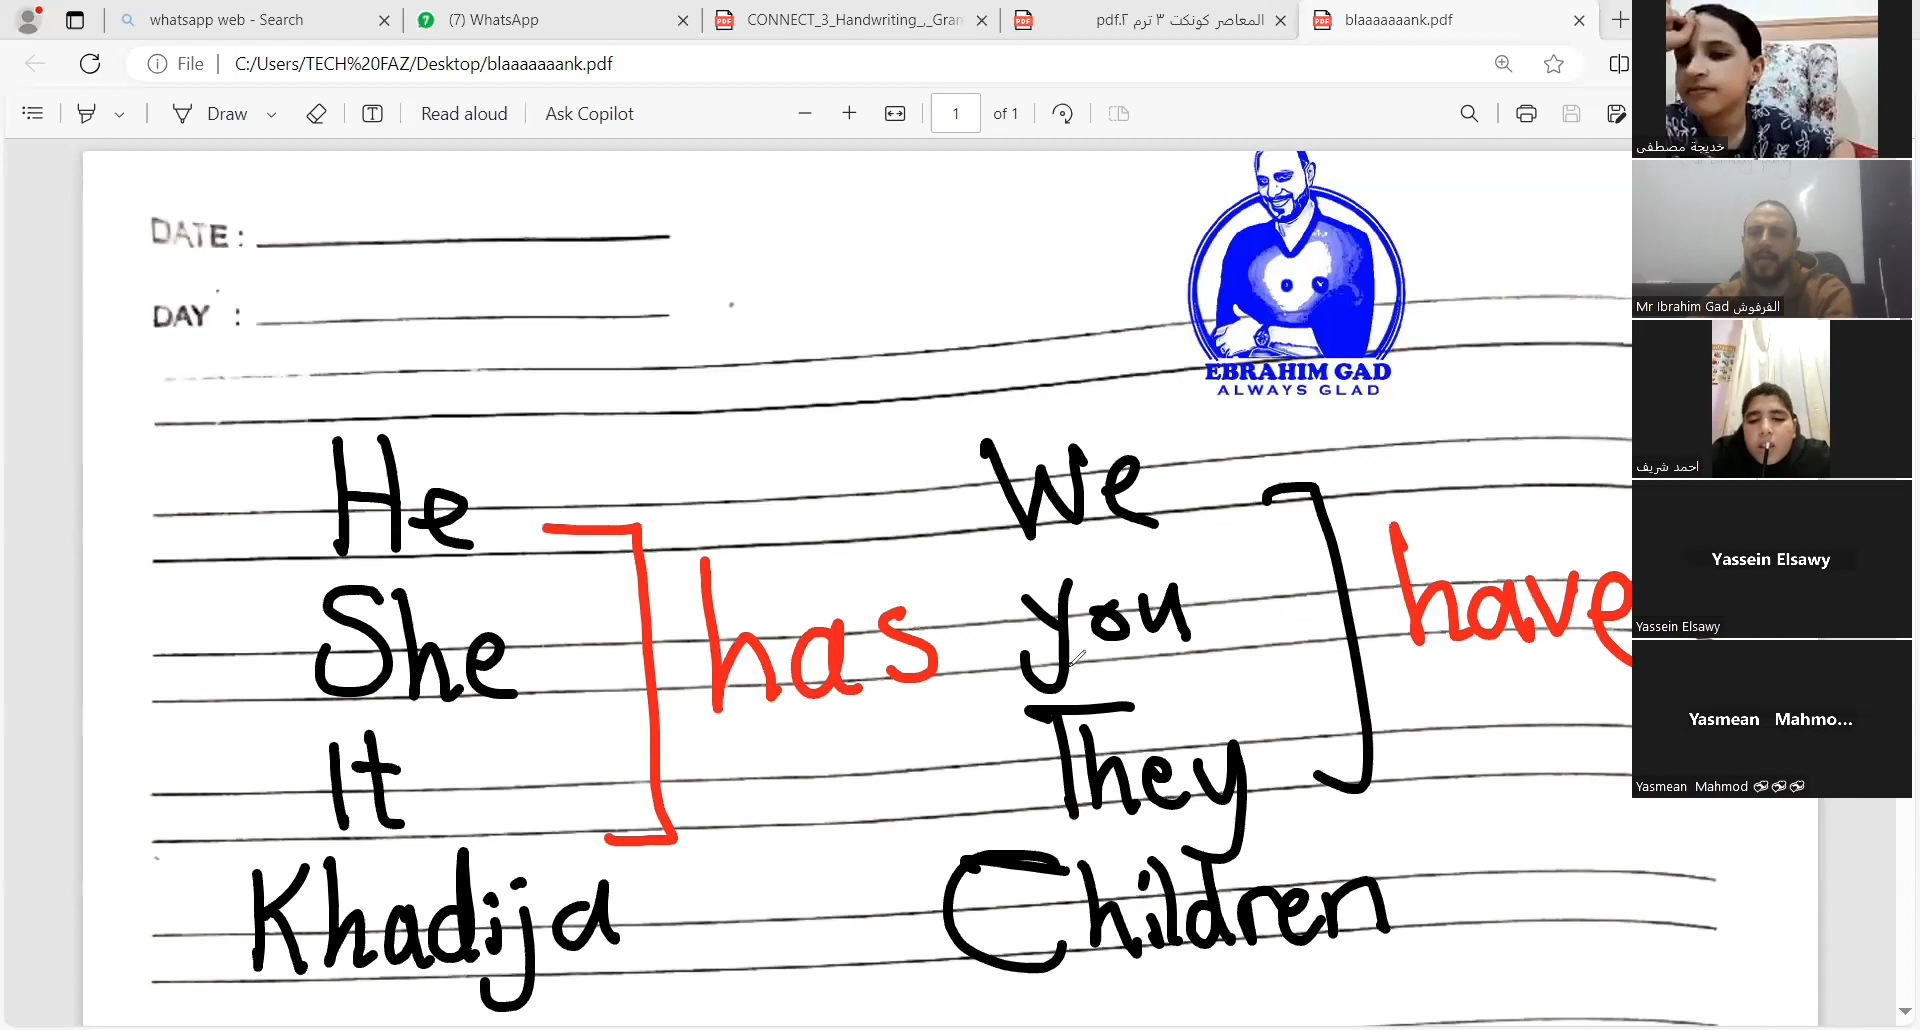 whatsapp web - Search
(7) WhatsApp
CONNECT_3_Handwriting_,_Gran
المعاصر كونكت ٣ ترم ٢.pdf
blaaaaaaank.pdf
File C:/Users/TECH%20FAZ/Desktop/blaaaaaaank.pdf
Draw Read aloud Ask Copilot 1 of 1
خديجة مصطفى
DATE :
DAY :
EBRAHIM GAD
ALWAYS GLAD
Mr Ibrahim Gad الفرفوش
احمد شريف
He We
She has you have
It They
Khadija Children
Yassein Elsawy
Yassein Elsawy
Yasmean Mahmo...
Yasmean Mahmod